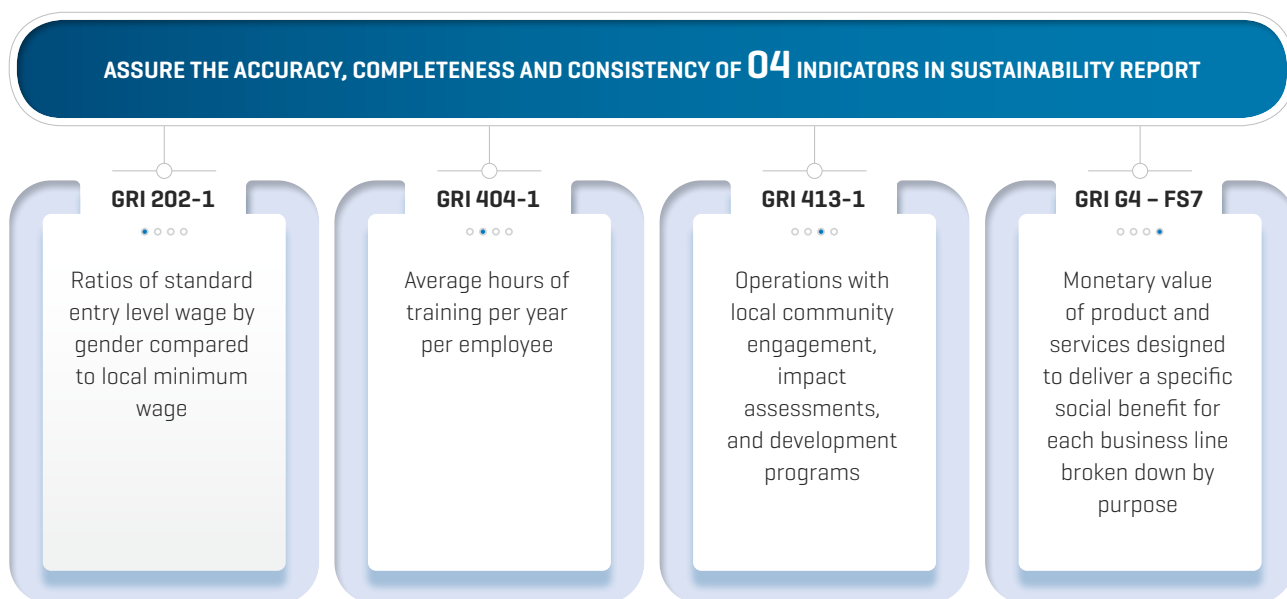 ASSURE THE ACCURACY, COMPLETENESS AND CONSISTENCY OF 04 INDICATORS IN SUSTAINABILITY REPORT
GRI 202-1
Ratios of standard
entry level wage by
gender compared
to local minimum
wage
GRI 404-1
Average hours of
training per year
per employee
GRI 413-1
Operations with
local community
engagement,
impact
assessments,
and development
programs
GRI G4 – FS7
Monetary value
of product and
services designed
to deliver a specific
social benefit for
each business line
broken down by
purpose